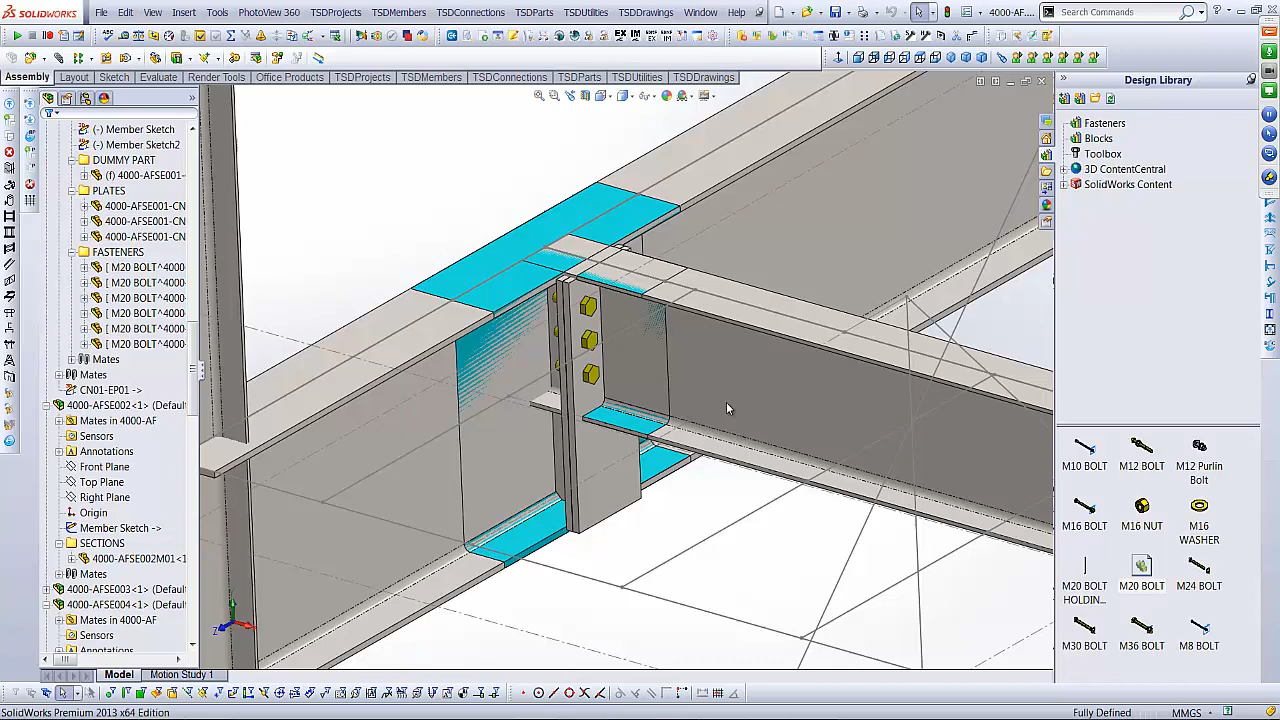 SOLIDWORKS File Edit View Insert Tools PhotoView 360 TSDProjects TSDMembers TSDConnections TSDParts TSDUtilities TSDDrawings Window Help 4000-AF... Search Commands
Assembly Layout Sketch Evaluate Render Tools Office Products TSDProjects TSDMembers TSDConnections TSDParts TSDUtilities TSDDrawings
Design Library
(-) Member Sketch
(-) Member Sketch2
DUMMY PART
(f) 4000-AFSE001-
PLATES
4000-AFSE001-CN
4000-AFSE001-CN
4000-AFSE001-CN
FASTENERS
[ M20 BOLT^4000
[ M20 BOLT^4000
[ M20 BOLT^4000
[ M20 BOLT^4000
[ M20 BOLT^4000
[ M20 BOLT^4000
Mates
Mates
CN01-EP01 ->
4000-AFSE002<1> (Defaul
Mates in 4000-AF
Sensors
Annotations
Front Plane
Top Plane
Right Plane
Origin
Member Sketch ->
SECTIONS
4000-AFSE002M01<1
Mates
4000-AFSE003<1> (Defaul
4000-AFSE004<1> (Defaul
Mates in 4000-AF
Sensors
Annotations
Z
Fasteners
Blocks
Toolbox
3D ContentCentral
SolidWorks Content
M10 BOLT M12 BOLT M12 Purlin Bolt
M16 BOLT M16 NUT M16 WASHER
M20 BOLT HOLDIN... M20 BOLT M24 BOLT
M30 BOLT M36 BOLT M8 BOLT
Model Motion Study 1
SolidWorks Premium 2013 x64 Edition Fully Defined MMGS